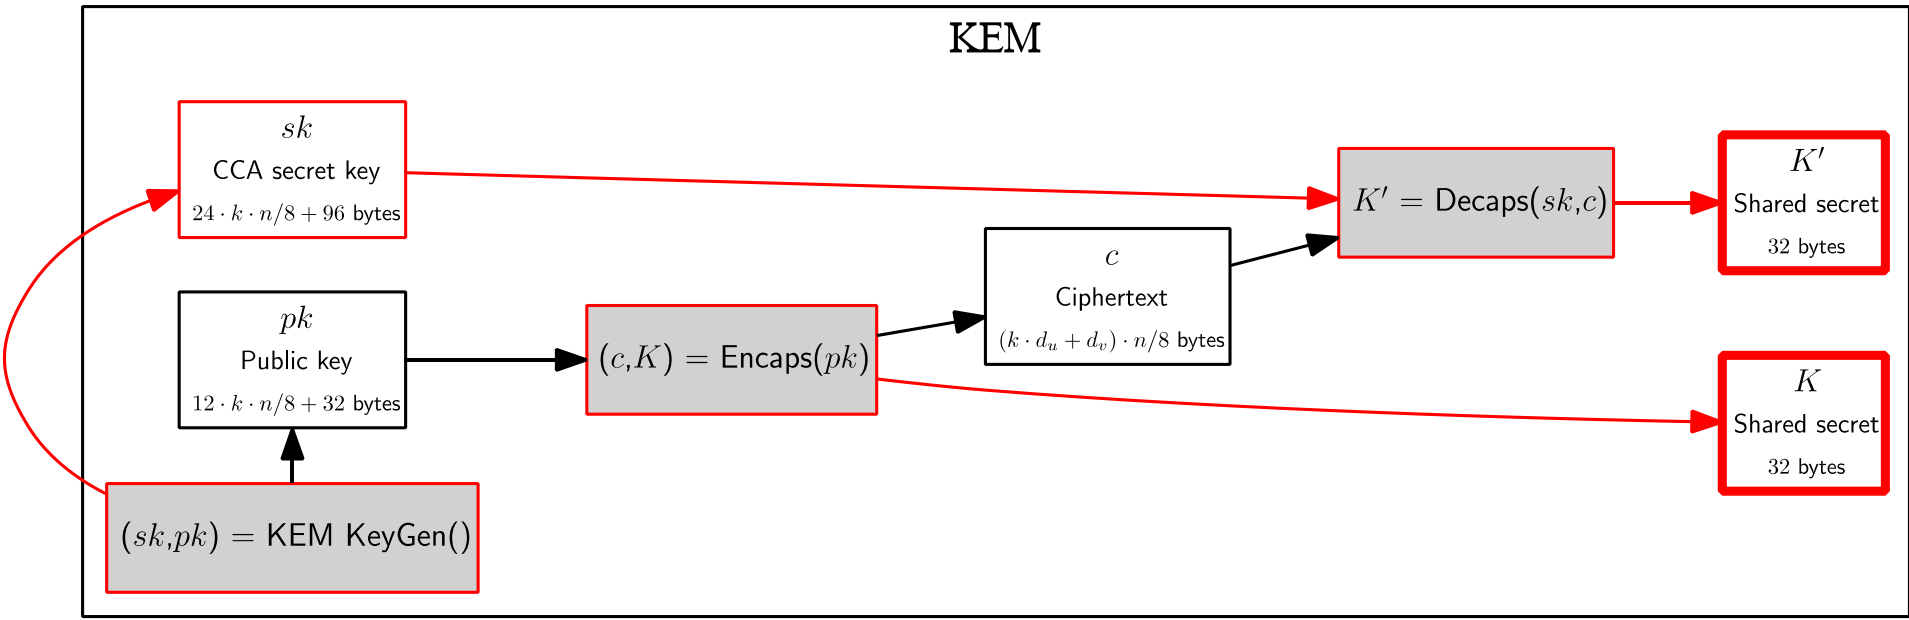 KEM
sk
CCA secret key
24 · k · n/8 + 96 bytes
pk
Public key
12 · k · n/8 + 32 bytes
(sk,pk) = KEM KeyGen()
(c,K) = Encaps(pk)
c
Ciphertext
(k · d_u + d_v) · n/8 bytes
K′ = Decaps(sk,c)
K′
Shared secret
32 bytes
K
Shared secret
32 bytes